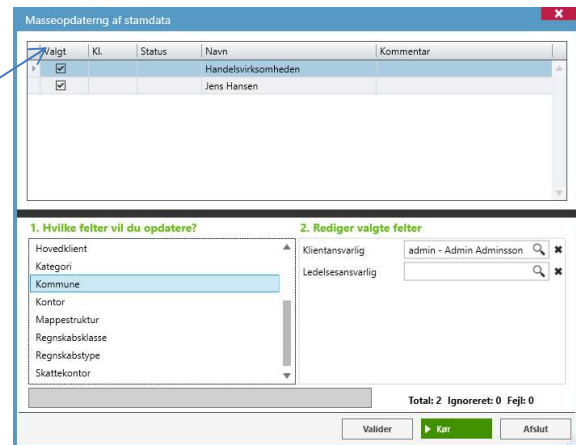 Masseopdaterng af stamdata
Valgt Kl. Status Navn Kommentar
Handelsvirksomheden
Jens Hansen
1. Hvilke felter vil du opdatere?
Hovedklient
Kategori
Kommune
Kontor
Mappestruktur
Regnskabsklasse
Regnskabstype
Skattekontor
2. Rediger valgte felter
Klientansvarlig admin - Admin Adminsson
Ledelsesansvarlig
Total: 2 Ignoreret: 0 Fejl: 0
Valider Kør Afslut